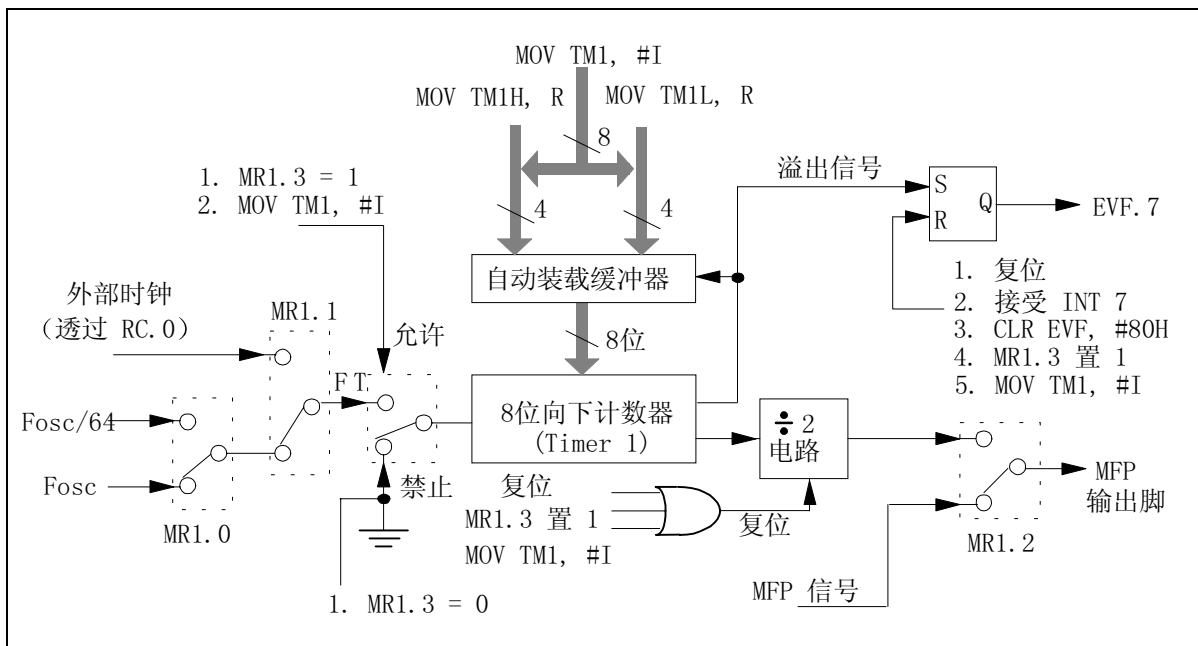 MOV TM1, #I
MOV TM1H, R
MOV TM1L, R
8
1. MR1.3 = 1
2. MOV TM1, #I
4
4
溢出信号
S
Q
R
EVF.7
自动装载缓冲器
1. 复位
2. 接受 INT 7
3. CLR EVF, #80H
4. MR1.3 置 1
5. MOV TM1, #I
外部时钟
（透过 RC.0）
MR1.1
允许
8位
FT
Fosc/64
8位向下计数器
(Timer 1)
÷ 2
电路
Fosc
禁止
MFP
输出脚
MR1.0
复位
MR1.3 置 1
MOV TM1, #I
复位
MR1.2
MFP 信号
1. MR1.3 = 0